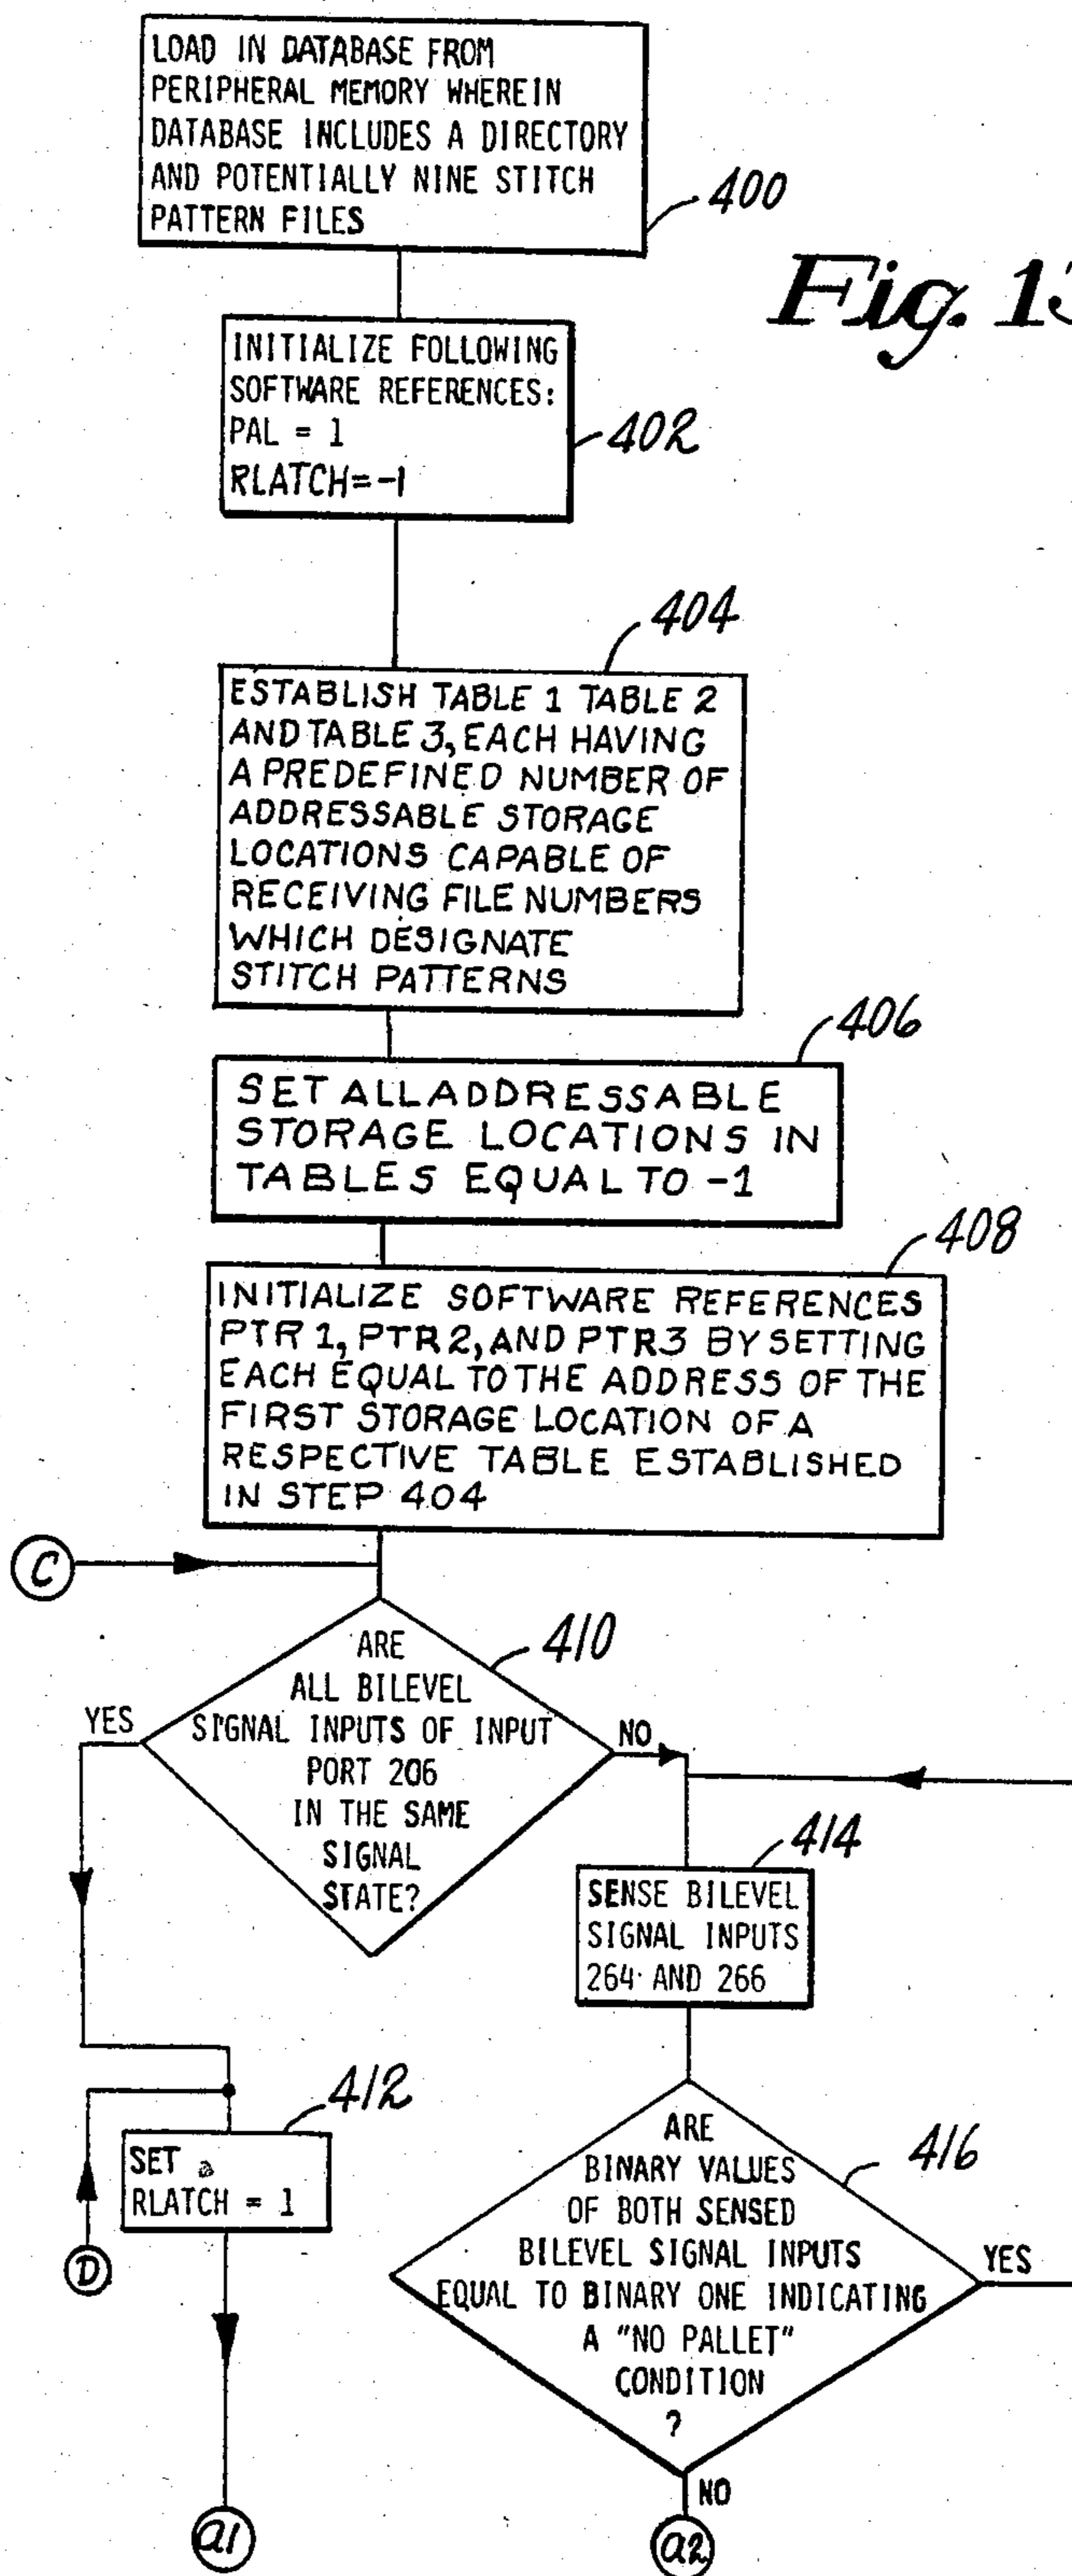 LOAD IN DATABASE FROM
PERIPHERAL MEMORY WHEREIN
DATABASE INCLUDES A DIRECTORY
AND POTENTIALLY NINE STITCH
PATTERN FILES
400
Fig. 13
INITIALIZE FOLLOWING
SOFTWARE REFERENCES:
PAL = 1
RLATCH=-1
402
404
ESTABLISH TABLE 1 TABLE 2
AND TABLE 3, EACH HAVING
A PREDEFINED NUMBER OF
ADDRESSABLE STORAGE
LOCATIONS CAPABLE OF
RECEIVING FILE NUMBERS
WHICH DESIGNATE
STITCH PATTERNS
406
SET ALL ADDRESSABLE
STORAGE LOCATIONS IN
TABLES EQUAL TO -1
408
INITIALIZE SOFTWARE REFERENCES
PTR 1, PTR 2, AND PTR3 BY SETTING
EACH EQUAL TO THE ADDRESS OF THE
FIRST STORAGE LOCATION OF A
RESPECTIVE TABLE ESTABLISHED
IN STEP 404
C
410
ARE
ALL BILEVEL
SIGNAL INPUTS OF INPUT
PORT 206
IN THE SAME
SIGNAL
STATE?
YES
NO
414
SENSE BILEVEL
SIGNAL INPUTS
264 AND 266
412
SET
RLATCH = 1
D
416
ARE
BINARY VALUES
OF BOTH SENSED
BILEVEL SIGNAL INPUTS
EQUAL TO BINARY ONE INDICATING
A "NO PALLET"
CONDITION
?
YES
NO
a1
a2